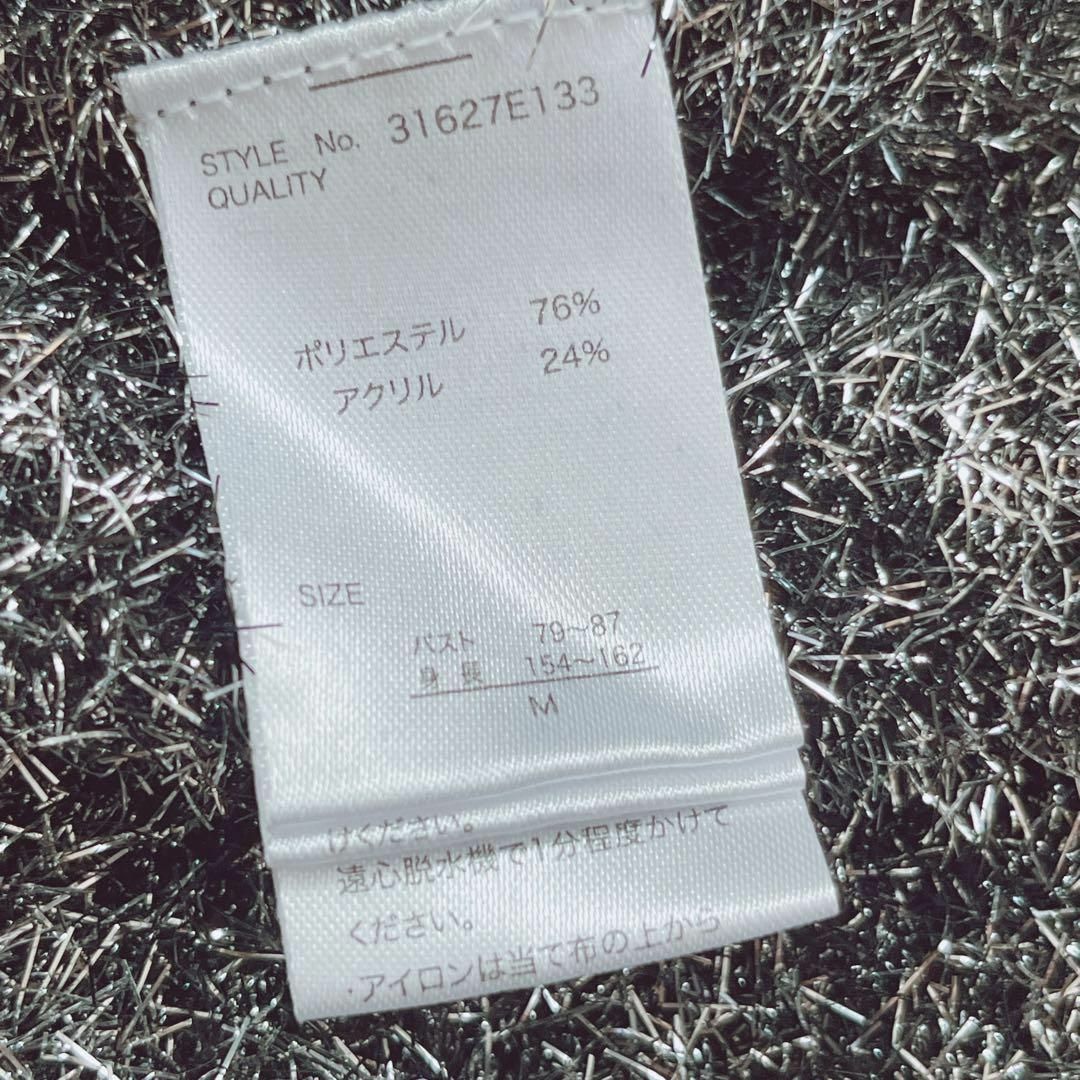 STYLE No. 31627E133
QUALITY
ポリエステル 76%
アクリル 24%
SIZE
バスト 79〜87
身長 154〜162
M
けください。
遠心脱水機で1分程度かけて
ください。
・アイロンは当て布の上から